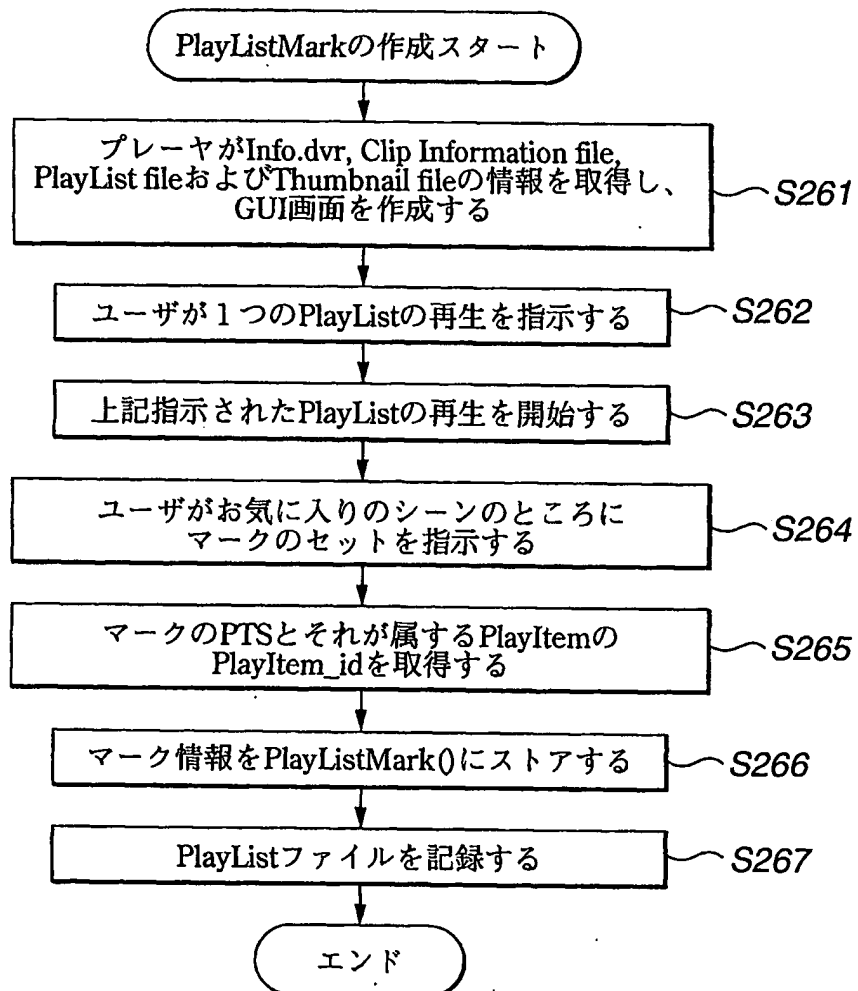 PlayListMarkの作成スタート
プレーヤがInfo.dvr, Clip Information file,
PlayList fileおよびThumbnail fileの情報を取得し、
GUI画面を作成する
S261
ユーザが１つのPlayListの再生を指示する
S262
上記指示されたPlayListの再生を開始する
S263
ユーザがお気に入りのシーンのところに
マークのセットを指示する
S264
マークのPTSとそれが属するPlayItemの
PlayItem_idを取得する
S265
マーク情報をPlayListMark()にストアする
S266
PlayListファイルを記録する
S267
エンド